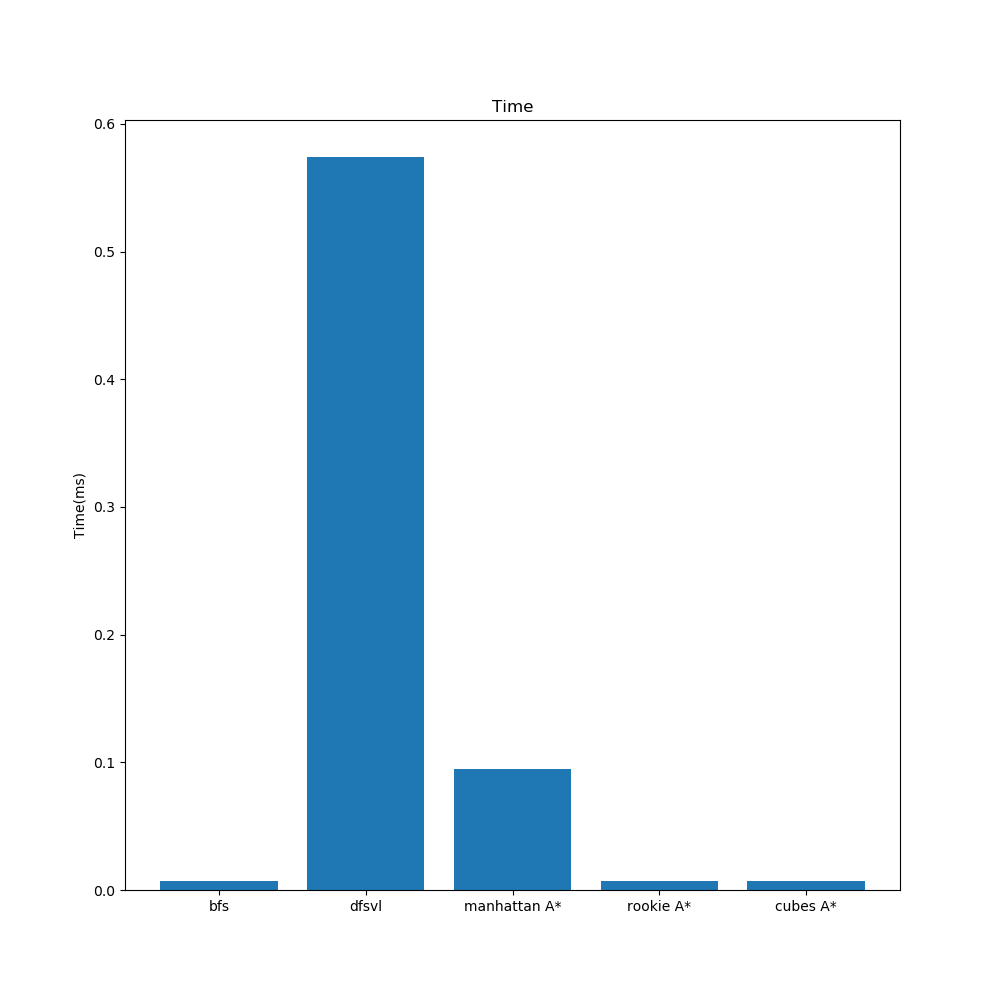 Time
0.6
0.5
0.4
0.3
0.2
0.1
0.0
Time(ms)
bfs
dfsvl
manhattan A*
rookie A*
cubes A*